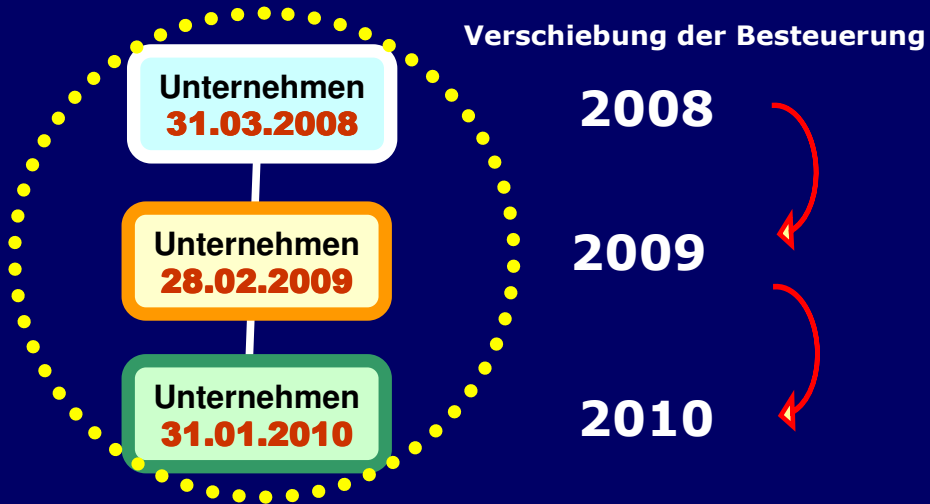 Verschiebung der Besteuerung
Unternehmen
31.03.2008
2008
Unternehmen
28.02.2009
2009
Unternehmen
31.01.2010
2010